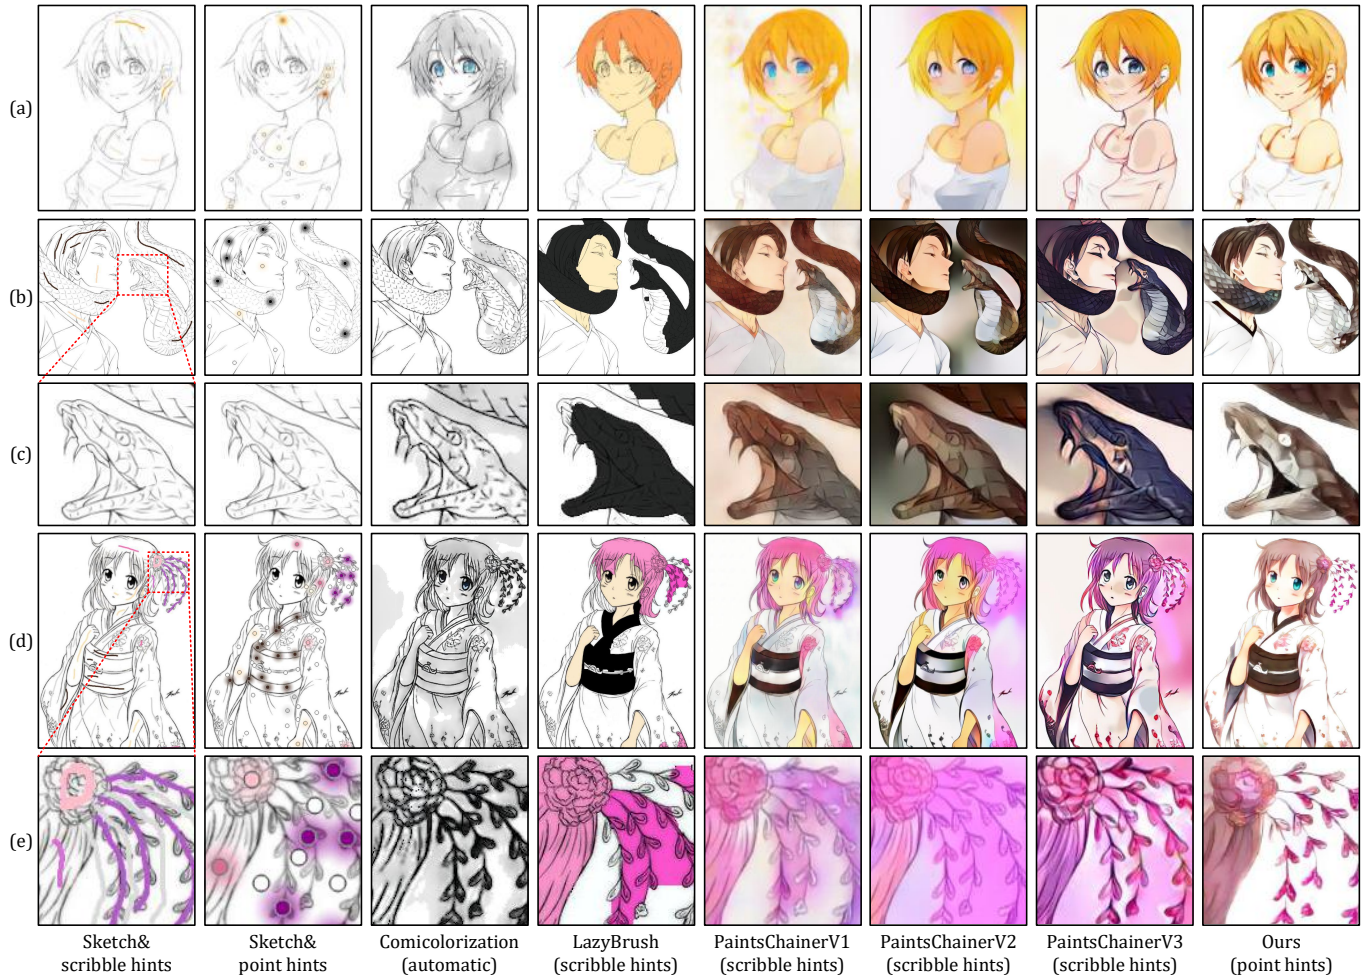 (a)
(b)
(c)
(d)
(e)
Sketch&
scribble hints
Sketch&
point hints
Comicolorization
(automatic)
LazyBrush
(scribble hints)
PaintsChainerV1
(scribble hints)
PaintsChainerV2
(scribble hints)
PaintsChainerV3
(scribble hints)
Ours
(point hints)